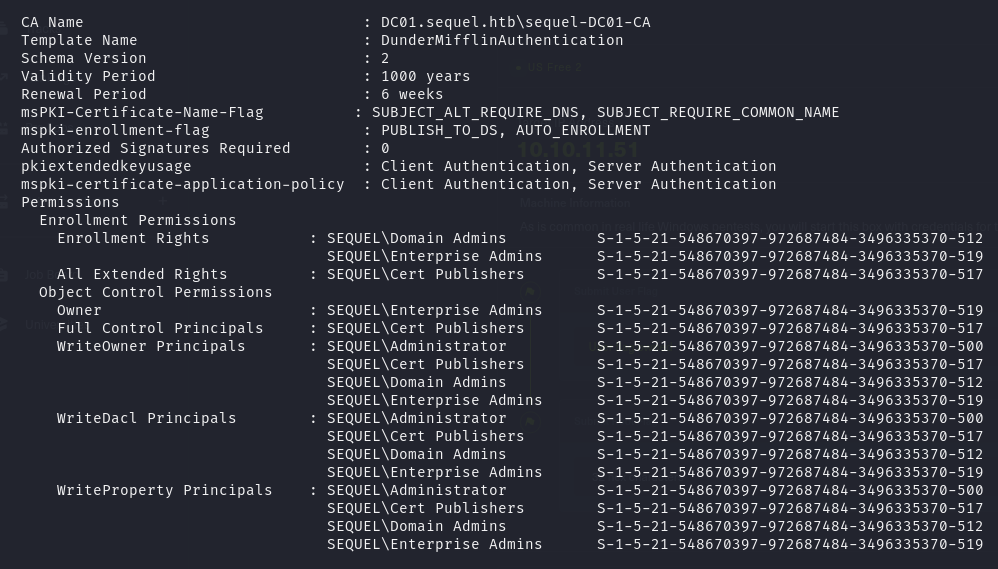 CA Name : DC01.sequel.htb\sequel-DC01-CA
Template Name : DunderMifflinAuthentication
Schema Version : 2
Validity Period : 1000 years
Renewal Period : 6 weeks
msPKI-Certificate-Name-Flag : SUBJECT_ALT_REQUIRE_DNS, SUBJECT_REQUIRE_COMMON_NAME
mspki-enrollment-flag : PUBLISH_TO_DS, AUTO_ENROLLMENT
Authorized Signatures Required : 0
pkiextendedkeyusage : Client Authentication, Server Authentication
mspki-certificate-application-policy : Client Authentication, Server Authentication
Permissions
Enrollment Permissions
Enrollment Rights : SEQUEL\Domain Admins S-1-5-21-548670397-972687484-3496335370-512
SEQUEL\Enterprise Admins S-1-5-21-548670397-972687484-3496335370-519
All Extended Rights : SEQUEL\Cert Publishers S-1-5-21-548670397-972687484-3496335370-517
Object Control Permissions
Owner : SEQUEL\Enterprise Admins S-1-5-21-548670397-972687484-3496335370-519
Full Control Principals : SEQUEL\Cert Publishers S-1-5-21-548670397-972687484-3496335370-517
WriteOwner Principals : SEQUEL\Administrator S-1-5-21-548670397-972687484-3496335370-500
SEQUEL\Cert Publishers S-1-5-21-548670397-972687484-3496335370-517
SEQUEL\Domain Admins S-1-5-21-548670397-972687484-3496335370-512
SEQUEL\Enterprise Admins S-1-5-21-548670397-972687484-3496335370-519
WriteDacl Principals : SEQUEL\Administrator S-1-5-21-548670397-972687484-3496335370-500
SEQUEL\Cert Publishers S-1-5-21-548670397-972687484-3496335370-517
SEQUEL\Domain Admins S-1-5-21-548670397-972687484-3496335370-512
SEQUEL\Enterprise Admins S-1-5-21-548670397-972687484-3496335370-519
WriteProperty Principals : SEQUEL\Administrator S-1-5-21-548670397-972687484-3496335370-500
SEQUEL\Cert Publishers S-1-5-21-548670397-972687484-3496335370-517
SEQUEL\Domain Admins S-1-5-21-548670397-972687484-3496335370-512
SEQUEL\Enterprise Admins S-1-5-21-548670397-972687484-3496335370-519
10.10.11.51